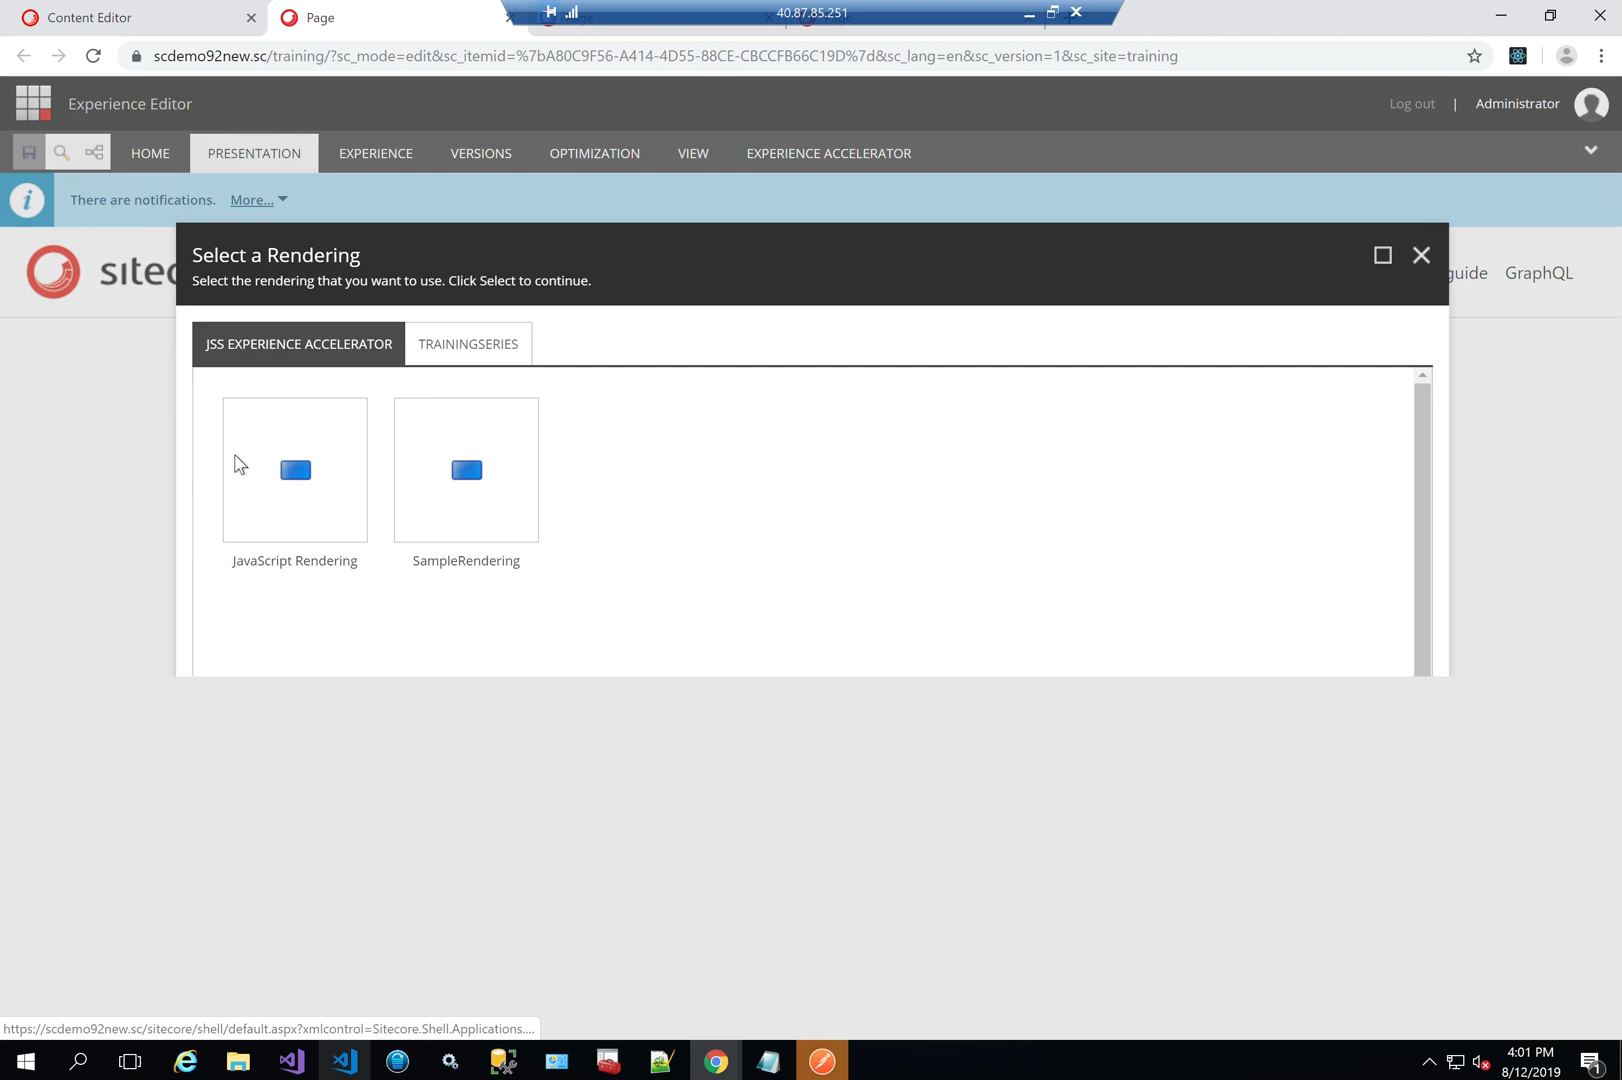 Content Editor
Page
40.87.85.251
scdemo92new.sc/training/?sc_mode=edit&sc_itemid=%7bA80C9F56-A414-4D55-88CE-CBCCFB66C19D%7d&sc_lang=en&sc_version=1&sc_site=training
Experience Editor
Log out | Administrator
HOME
PRESENTATION
EXPERIENCE
VERSIONS
OPTIMIZATION
VIEW
EXPERIENCE ACCELERATOR
There are notifications. More...
sitec
guide
GraphQL
Select a Rendering
Select the rendering that you want to use. Click Select to continue.
JSS EXPERIENCE ACCELERATOR
TRAININGSERIES
JavaScript Rendering
SampleRendering
https://scdemo92new.sc/sitecore/shell/default.aspx?xmlcontrol=Sitecore.Shell.Applications....
4:01 PM
8/12/2019
1